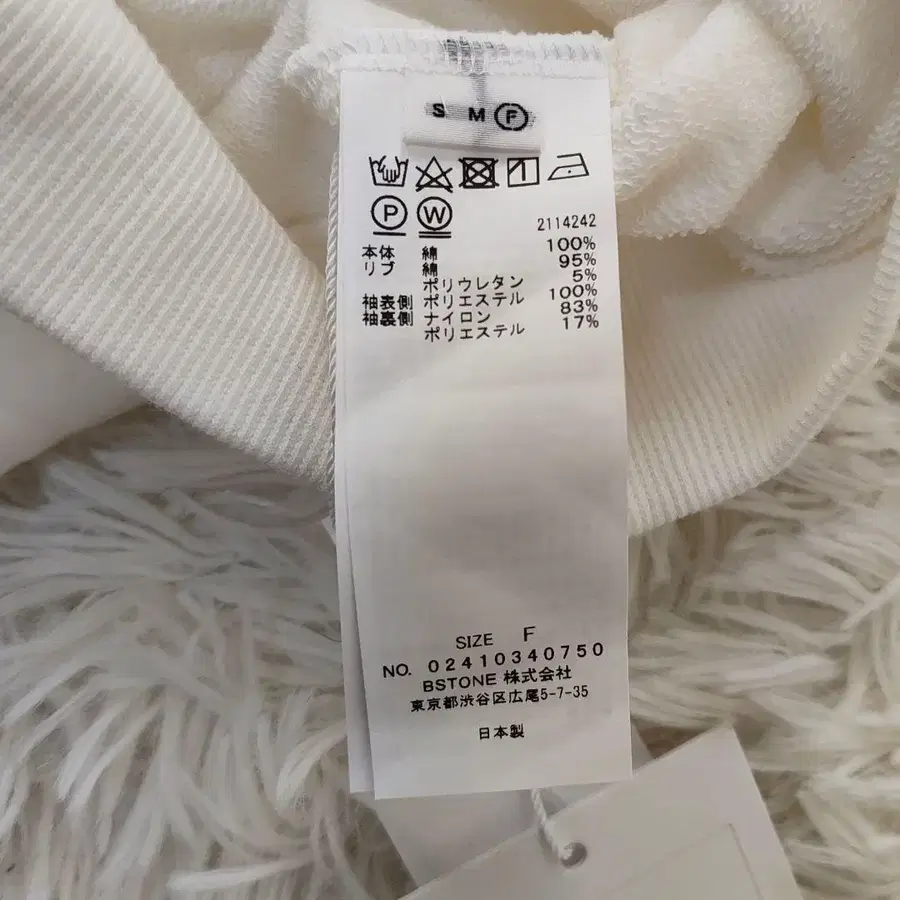 S M F
P W
2114242
本体 綿 100%
リブ 綿 95%
ポリウレタン 5%
袖表側 ポリエステル 100%
袖裏側 ナイロン 83%
ポリエステル 17%
SIZE F
NO. 02410340750
BSTONE 株式会社
東京都渋谷区広尾5-7-35
日本製